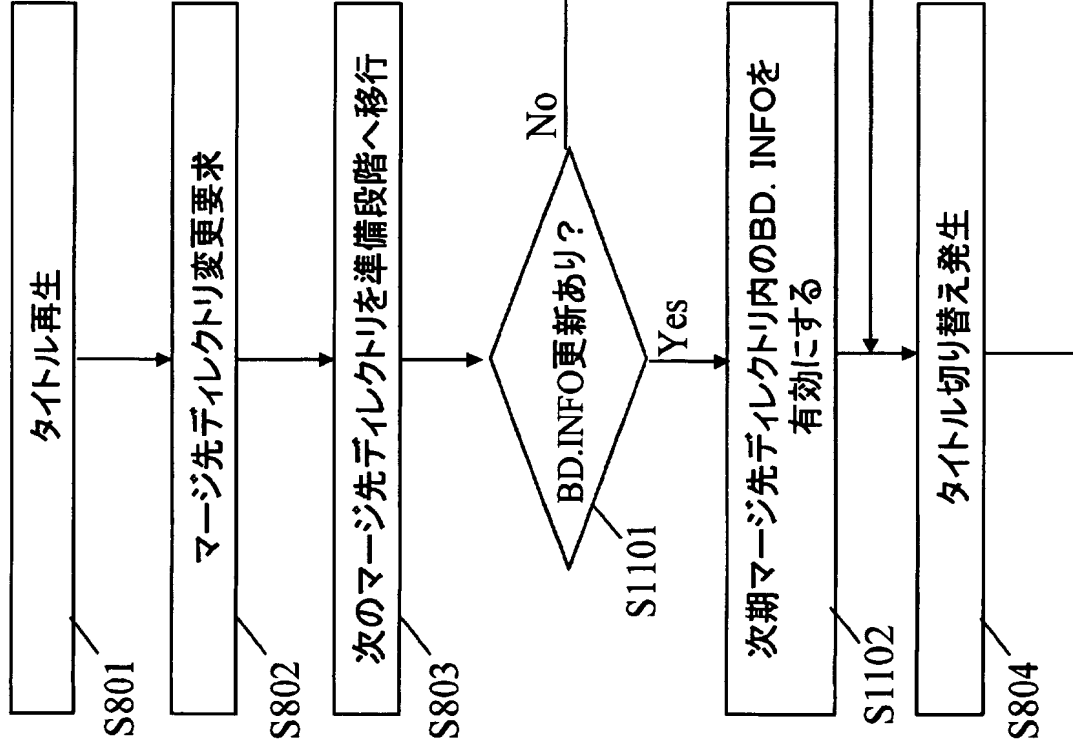 タイトル再生
S801
マージ先ディレクトリ変更要求
S802
次のマージ先ディレクトリを準備段階へ移行
S803
BD.INFO更新あり？
No
S1101
Yes
次期マージ先ディレクトリ内のBD. INFOを
有効にする
S1102
タイトル切り替え発生
S804